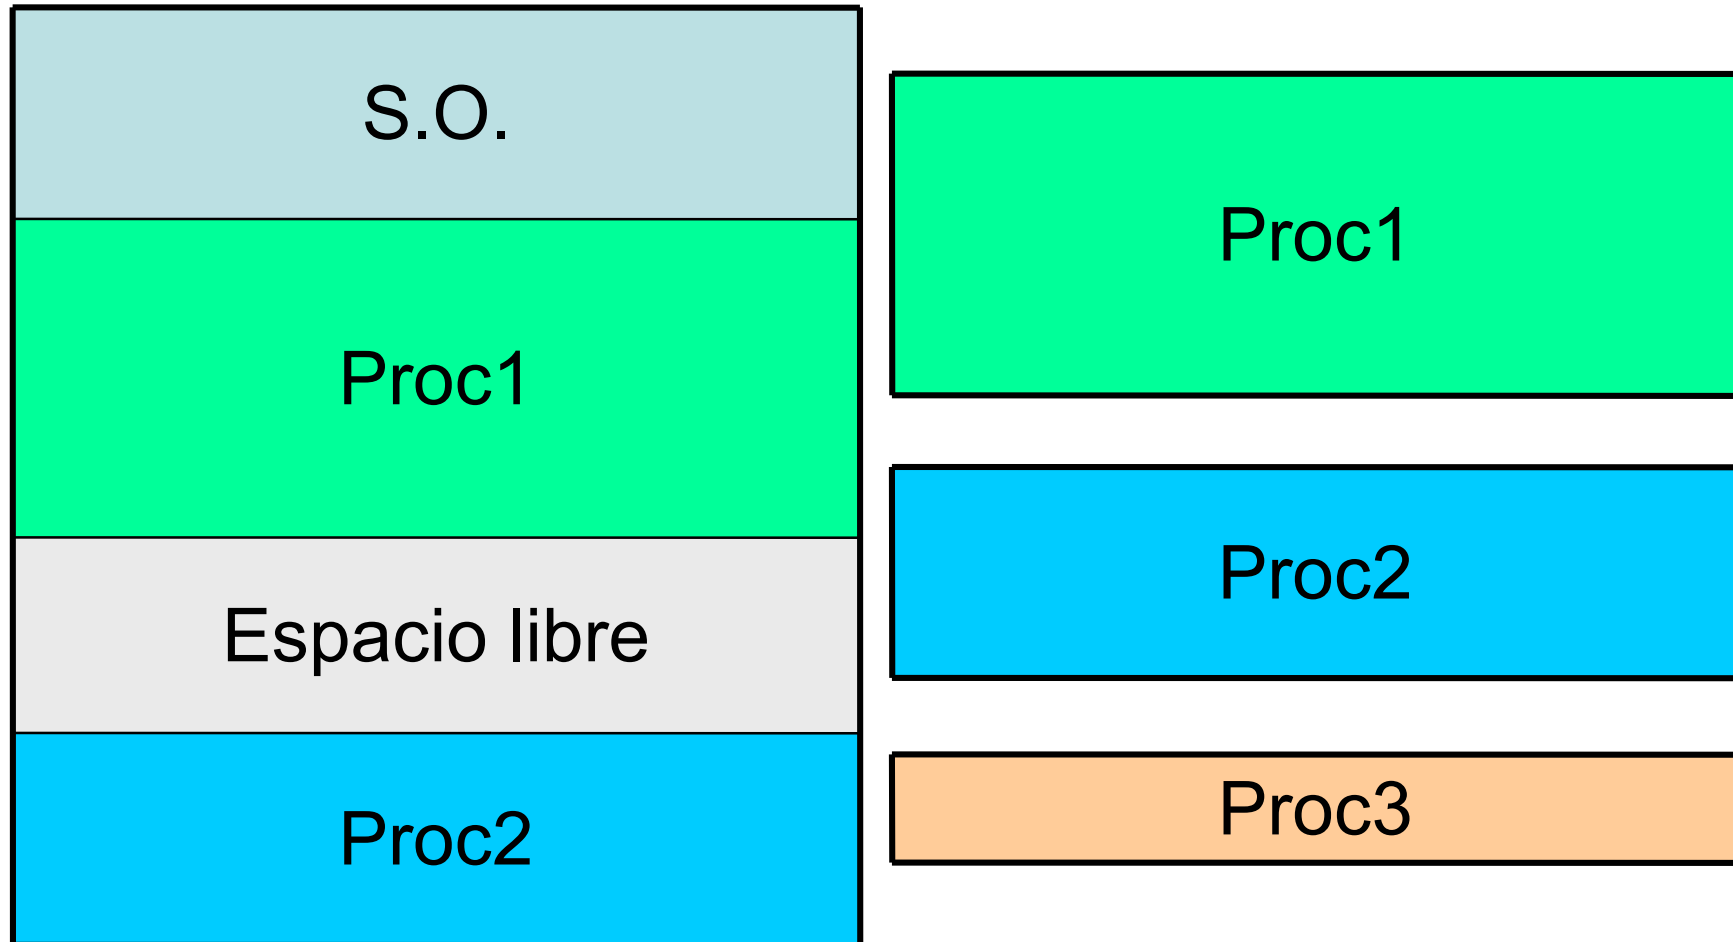 S.O.
Proc1
Espacio libre
Proc2
Proc1
Proc2
Proc3